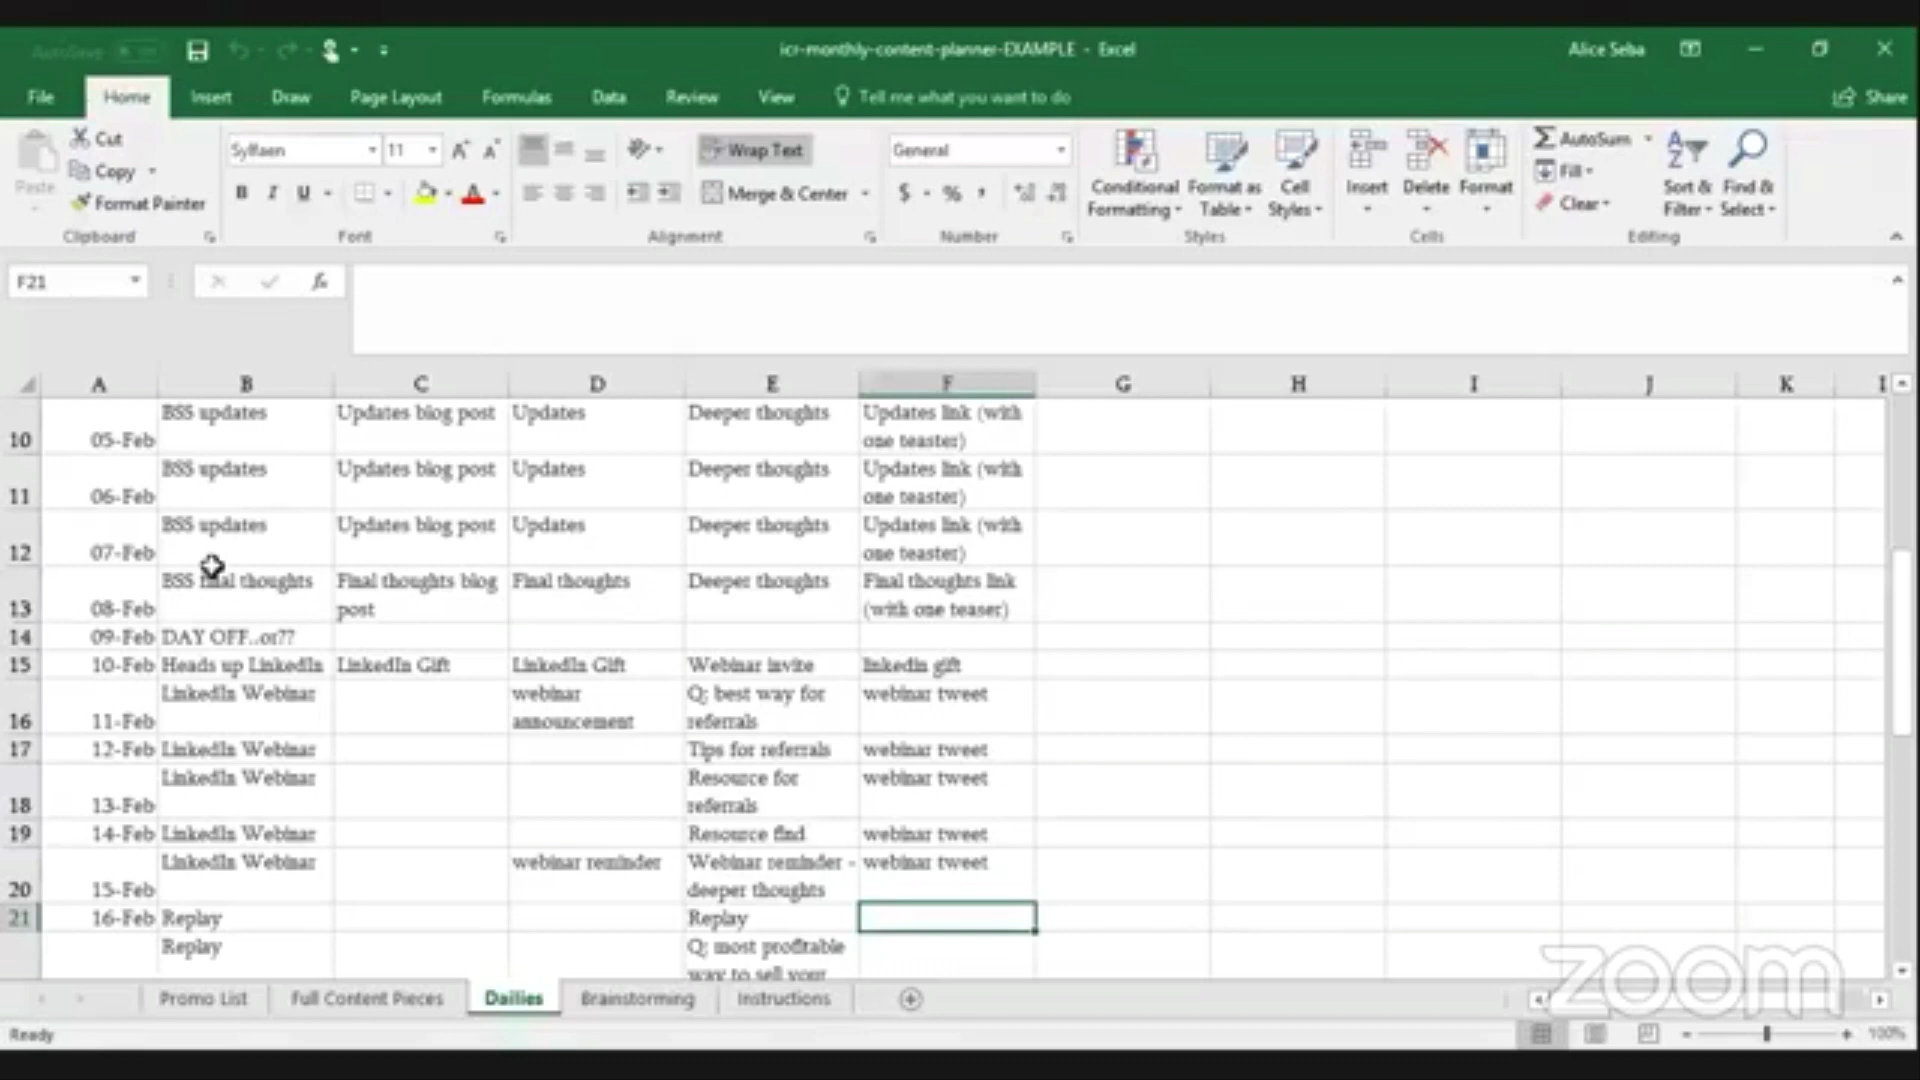 AutoSave
icr-monthly-content-planner-EXAMPLE - Excel
Alice Seba
File Home Insert Draw Page Layout Formulas Data Review View Tell me what you want to do Share
Paste Cut Copy Format Painter
Sylfaen 11 Wrap Text General
B I U Merge & Center $ % ,
Conditional Formatting Format as Table Cell Styles Insert Delete Format
AutoSum Fill Clear Sort & Filter Find & Select
Clipboard Font Alignment Number Styles Cells Editing
F21 fx
A B C D E F G H I J K
10 05-Feb BSS updates Updates blog post Updates Deeper thoughts Updates link (with one teaster)
11 06-Feb BSS updates Updates blog post Updates Deeper thoughts Updates link (with one teaster)
12 07-Feb BSS updates Updates blog post Updates Deeper thoughts Updates link (with one teaster)
13 08-Feb BSS final thoughts Final thoughts blog post Final thoughts Deeper thoughts Final thoughts link (with one teaser)
14 09-Feb DAY OFF..or??
15 10-Feb Heads up LinkedIn LinkedIn Gift LinkedIn Gift Webinar invite linkedin gift
16 11-Feb LinkedIn Webinar webinar announcement Q: best way for referrals webinar tweet
17 12-Feb LinkedIn Webinar Tips for referrals webinar tweet
18 13-Feb LinkedIn Webinar Resource for referrals webinar tweet
19 14-Feb LinkedIn Webinar Resource find webinar tweet
20 15-Feb LinkedIn Webinar webinar reminder Webinar reminder - deeper thoughts webinar tweet
21 16-Feb Replay Replay
Replay Q: most profitable way to sell your
Promo List Full Content Pieces Dailies Brainstorming Instructions
zoom
Ready
100%